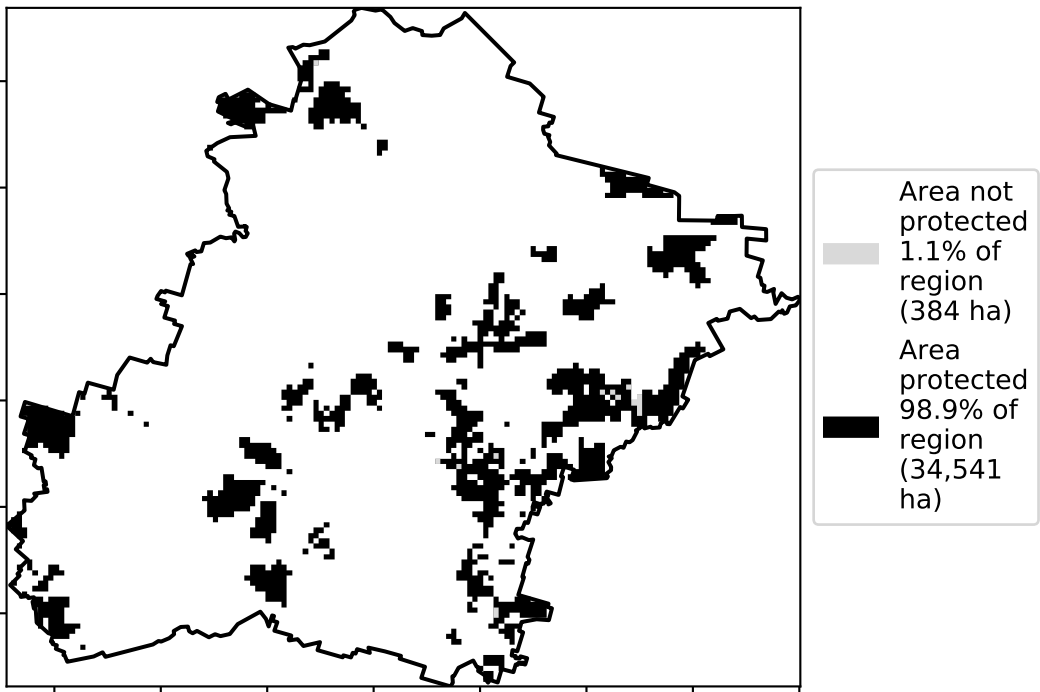 Area not
protected
1.1% of
region
(384 ha)
Area
protected
98.9% of
region
(34,541
ha)